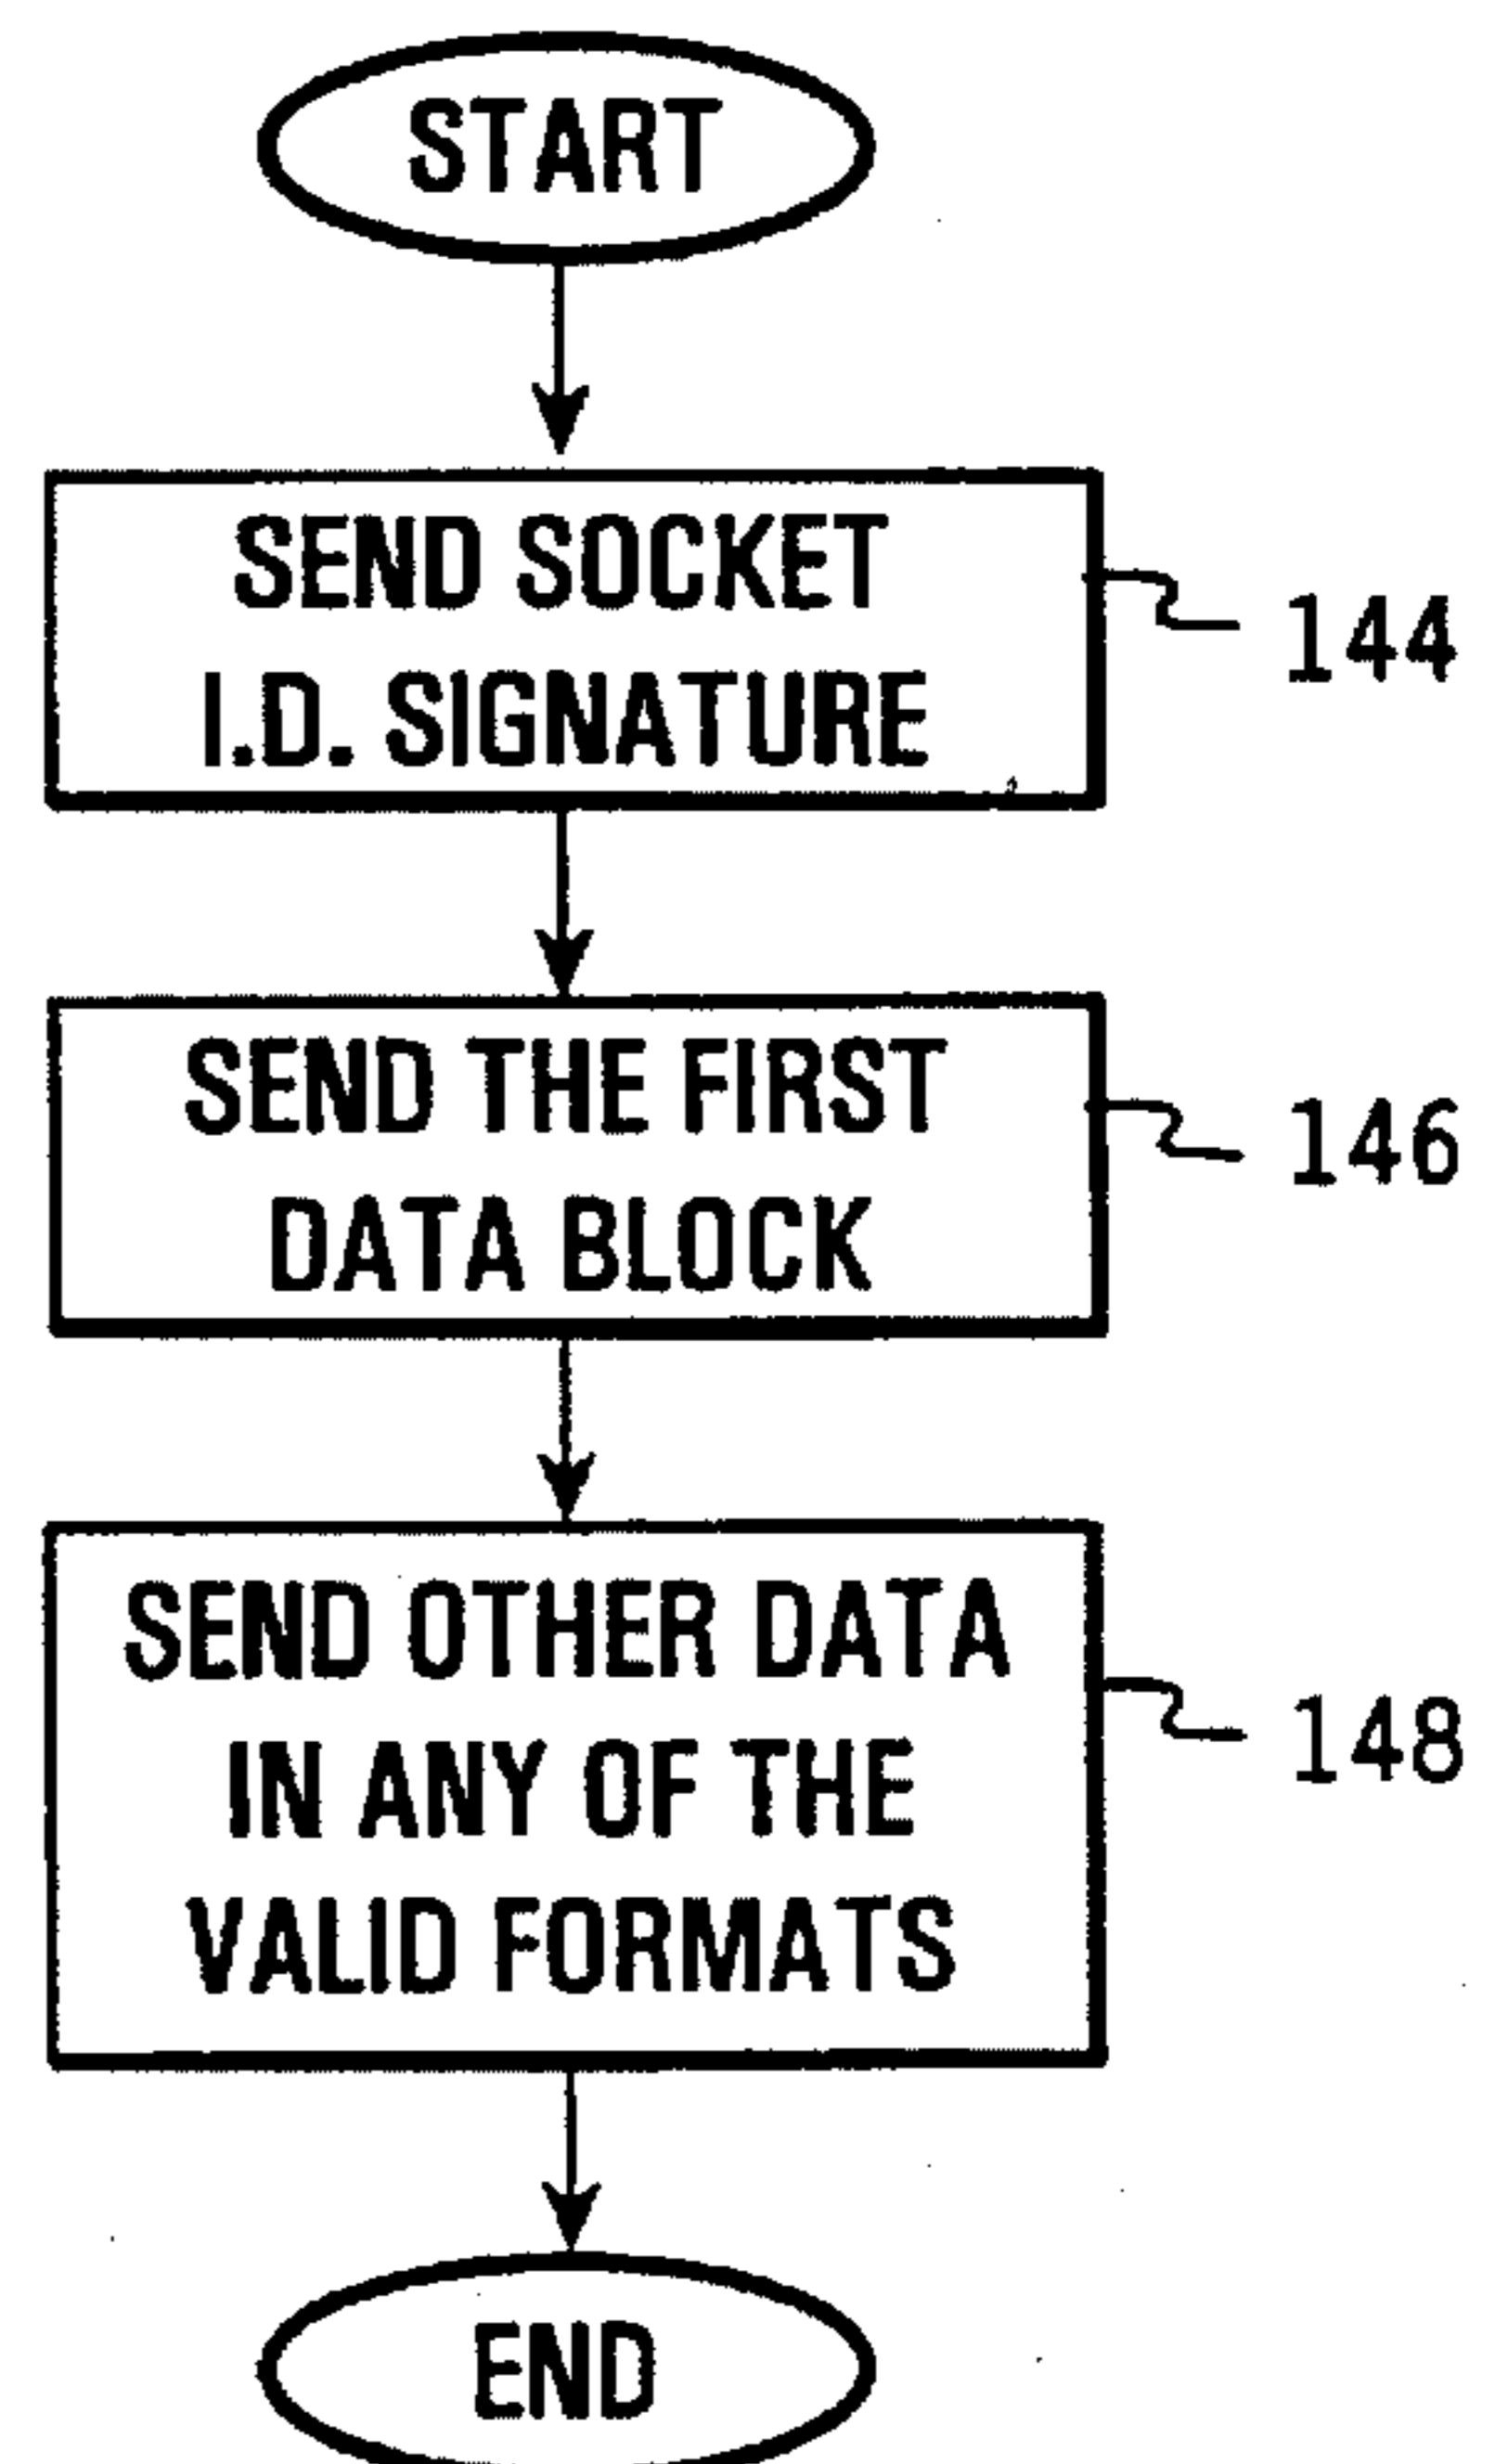 START
SEND SOCKET
I.D. SIGNATURE
144
SEND THE FIRST
DATA BLOCK
146
SEND OTHER DATA
IN ANY OF THE
VALID FORMATS
148
END